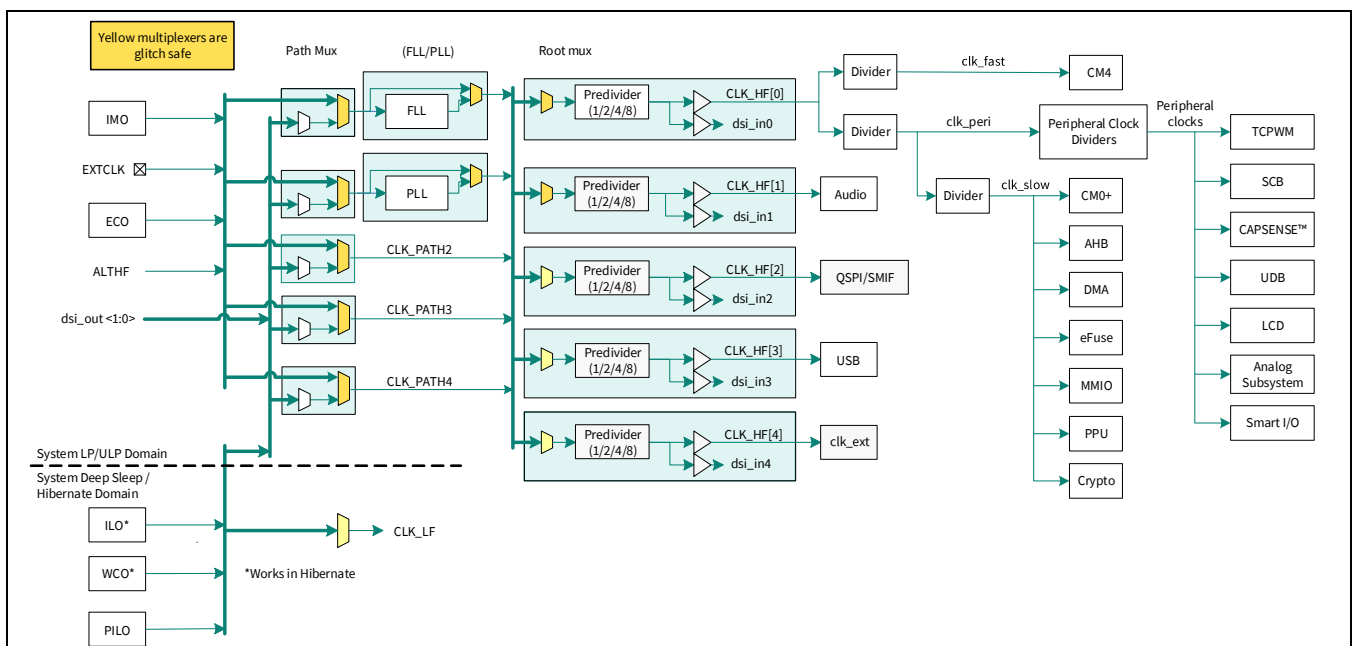 Yellow multiplexers are
glitch safe
Path Mux
(FLL/PLL)
Root mux
IMO
EXTCLK
ECO
ALTHF
dsi_out <1:0>
FLL
PLL
CLK_PATH2
CLK_PATH3
CLK_PATH4
Predivider
(1/2/4/8)
CLK_HF[0]
dsi_in0
Predivider
(1/2/4/8)
CLK_HF[1]
dsi_in1
Predivider
(1/2/4/8)
CLK_HF[2]
dsi_in2
Predivider
(1/2/4/8)
CLK_HF[3]
dsi_in3
Predivider
(1/2/4/8)
CLK_HF[4]
dsi_in4
Audio
QSPI/SMIF
USB
clk_ext
Divider
clk_fast
CM4
Divider
clk_peri
Peripheral Clock
Dividers
Peripheral
clocks
Divider
clk_slow
CM0+
AHB
DMA
eFuse
MMIO
PPU
Crypto
TCPWM
SCB
CAPSENSE™
UDB
LCD
Analog
Subsystem
Smart I/O
System LP/ULP Domain
System Deep Sleep /
Hibernate Domain
ILO*
WCO*
PILO
CLK_LF
*Works in Hibernate